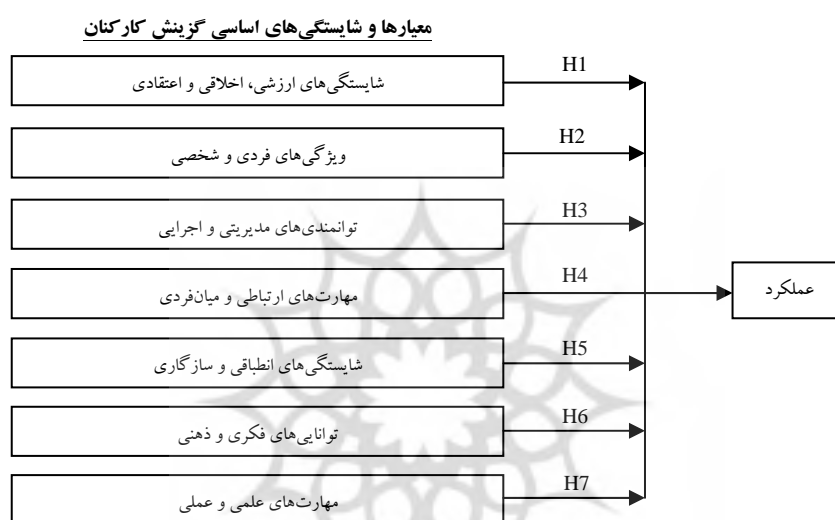 معیارها و شایستگی‌های اساسی گزینش کارکنان
شایستگی‌های ارزشی، اخلاقی و اعتقادی
H1
ویژگی‌های فردی و شخصی
H2
توانمندی‌های مدیریتی و اجرایی
H3
مهارت‌های ارتباطی و میان‌فردی
H4
عملکرد
شایستگی‌های انطباقی و سازگاری
H5
توانایی‌های فکری و ذهنی
H6
مهارت‌های علمی و عملی
H7